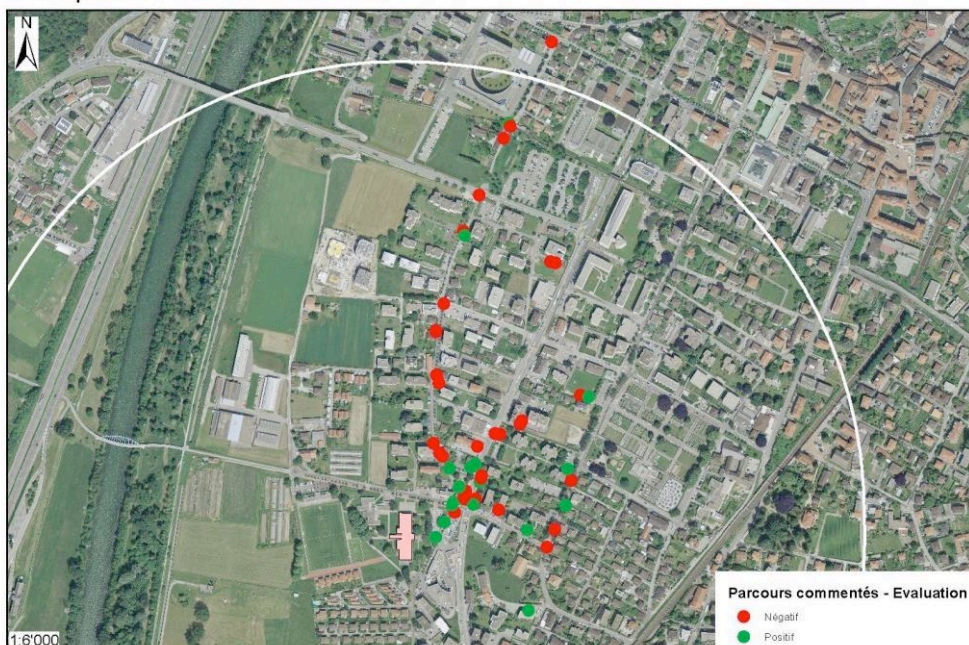 N
1:6'000
Parcours commentés - Evaluation
Négatif
Positif